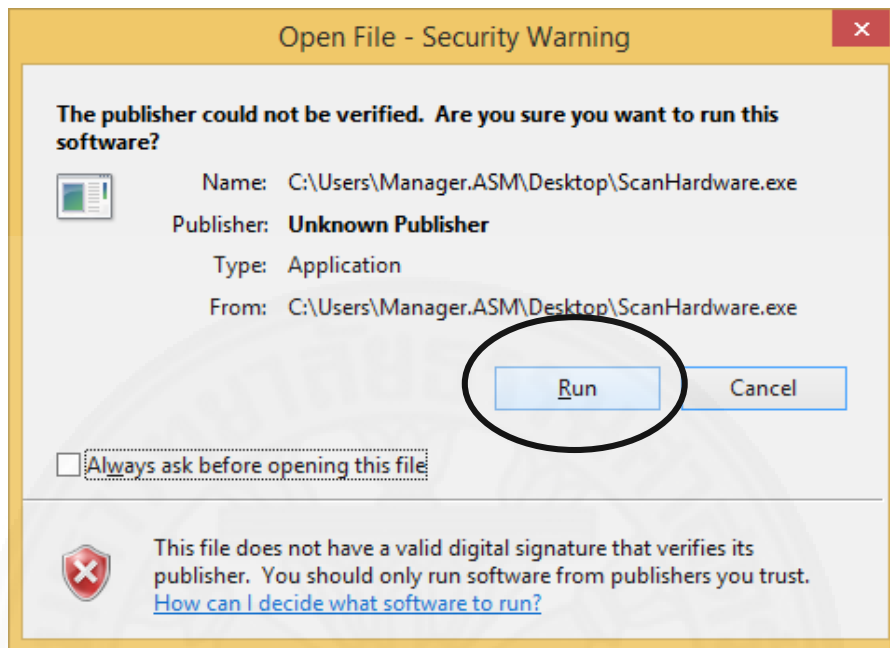 Open File - Security Warning
The publisher could not be verified. Are you sure you want to run this
software?
Name: C:\Users\Manager.ASM\Desktop\ScanHardware.exe
Publisher: Unknown Publisher
Type: Application
From: C:\Users\Manager.ASM\Desktop\ScanHardware.exe
Run Cancel
Always ask before opening this file
This file does not have a valid digital signature that verifies its
publisher. You should only run software from publishers you trust.
How can I decide what software to run?